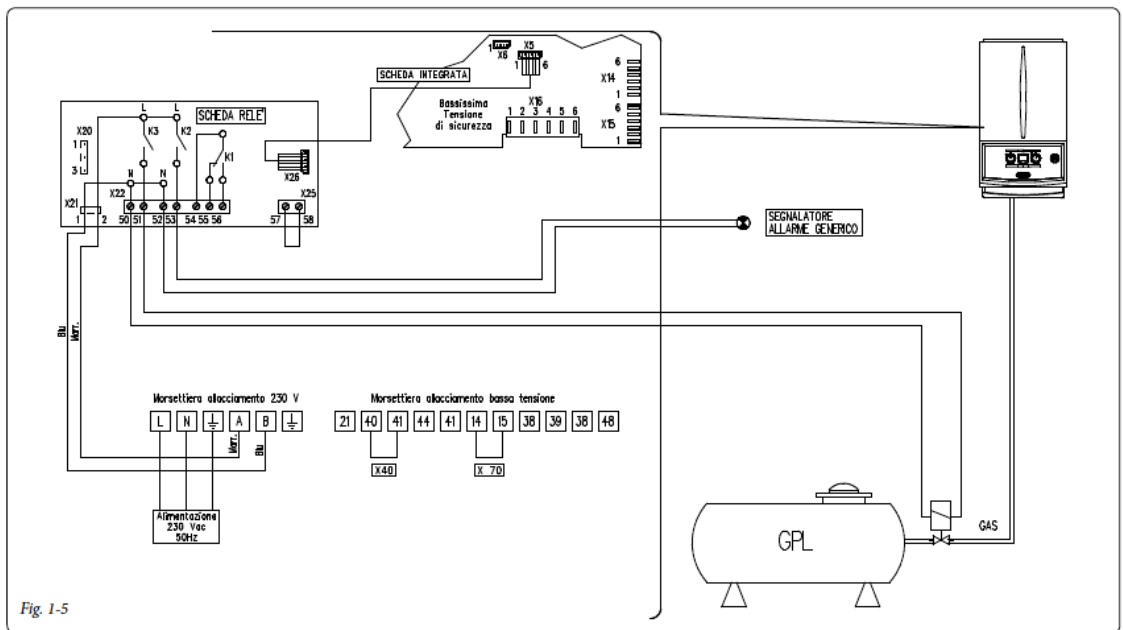 1
X6
X5
1
6
SCHEDA INTEGRATA
Bassissima
Tensione
di sicurezza
X16
1 2 3 4 5 6
6
X14
1
6
X15
1
L
L
SCHEDA RELE'
X20
1
3
K3
K2
K1
X26
N
N
X21
X22
X25
1
2
50 51 52 53 54 55 56
57 58
SEGNALATORE
ALLARME GENERICO
Blu
Marr.
Morsettiera allacciamento 230 V
L N A B
Marr.
Blu
Alimentazione
230 Vac
50Hz
Morsettiera allacciamento bassa tensione
21 40 41 44 41 14 15 38 39 38 48
X40
X 70
GPL
GAS
Fig. 1-5